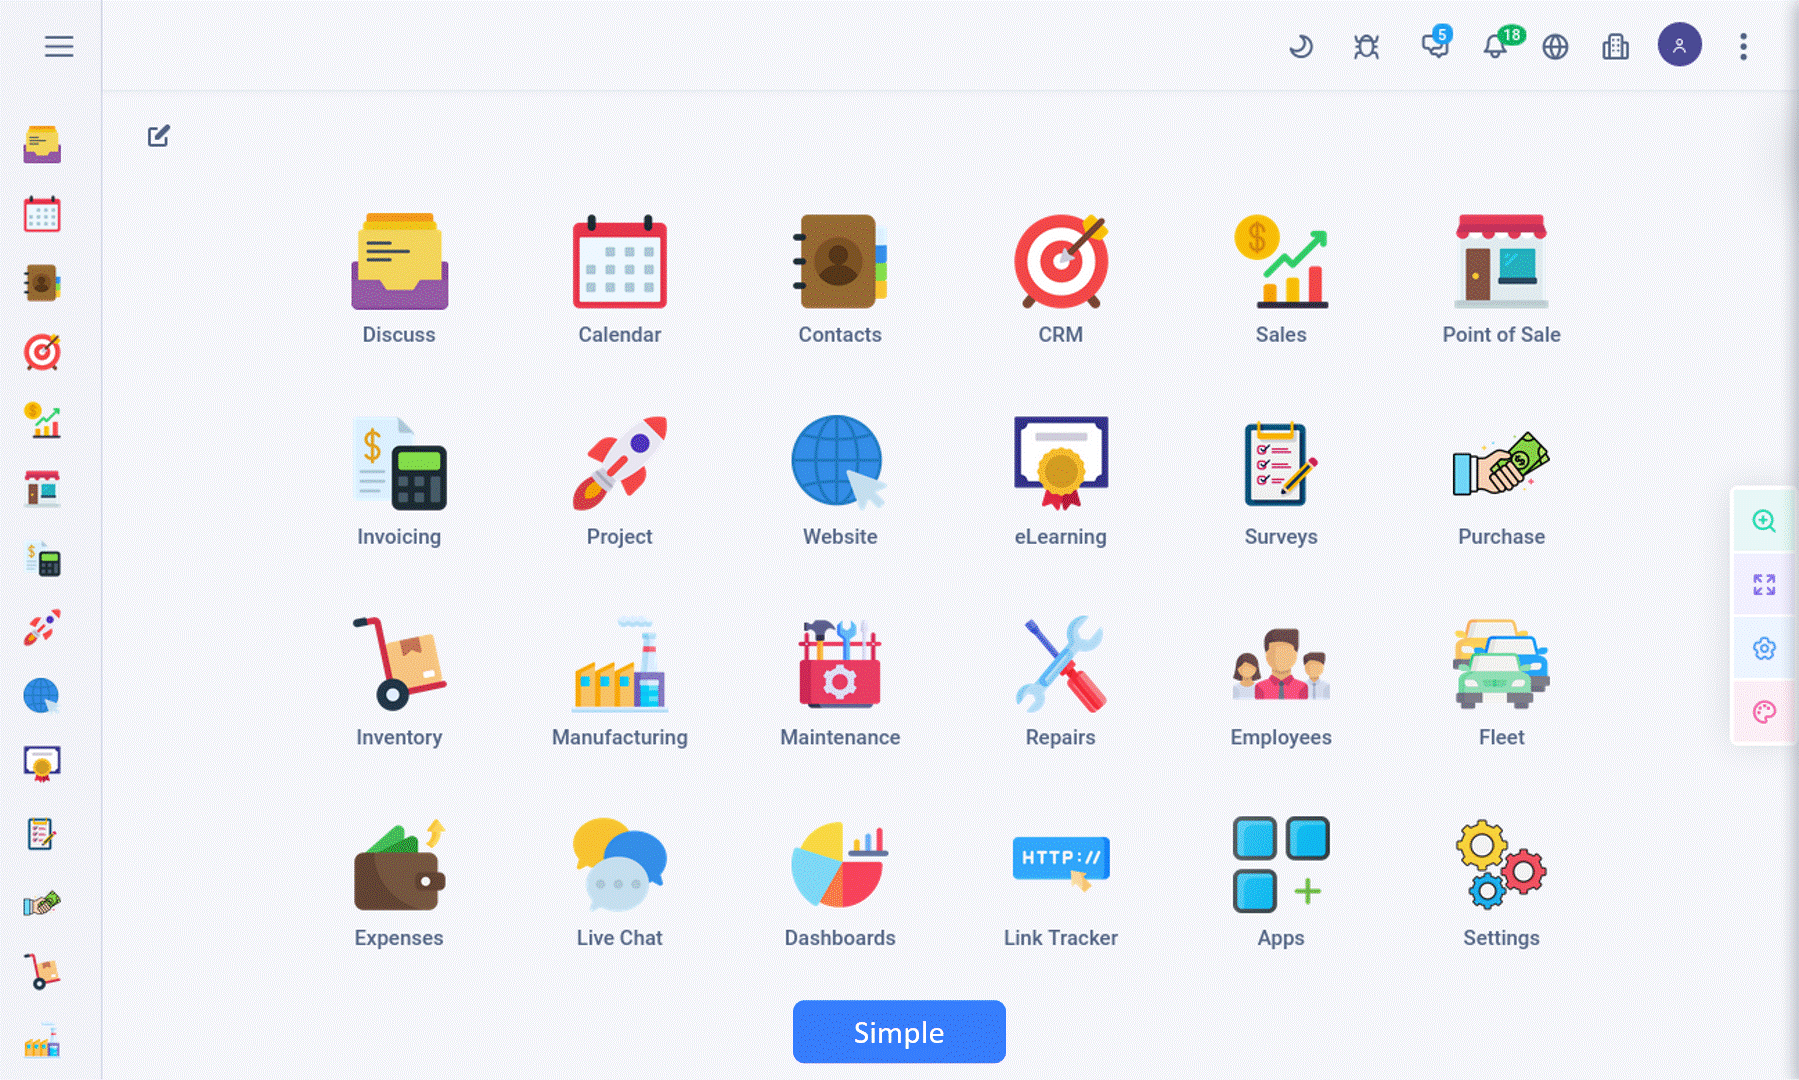 5
18
Discuss
Calendar
Contacts
CRM
Sales
Point of Sale
$
Invoicing
Project
Website
eLearning
Surveys
Purchase
Inventory
Manufacturing
Maintenance
Repairs
Employees
Fleet
HTTP://
Expenses
Live Chat
Dashboards
Link Tracker
Apps
Settings
Simple